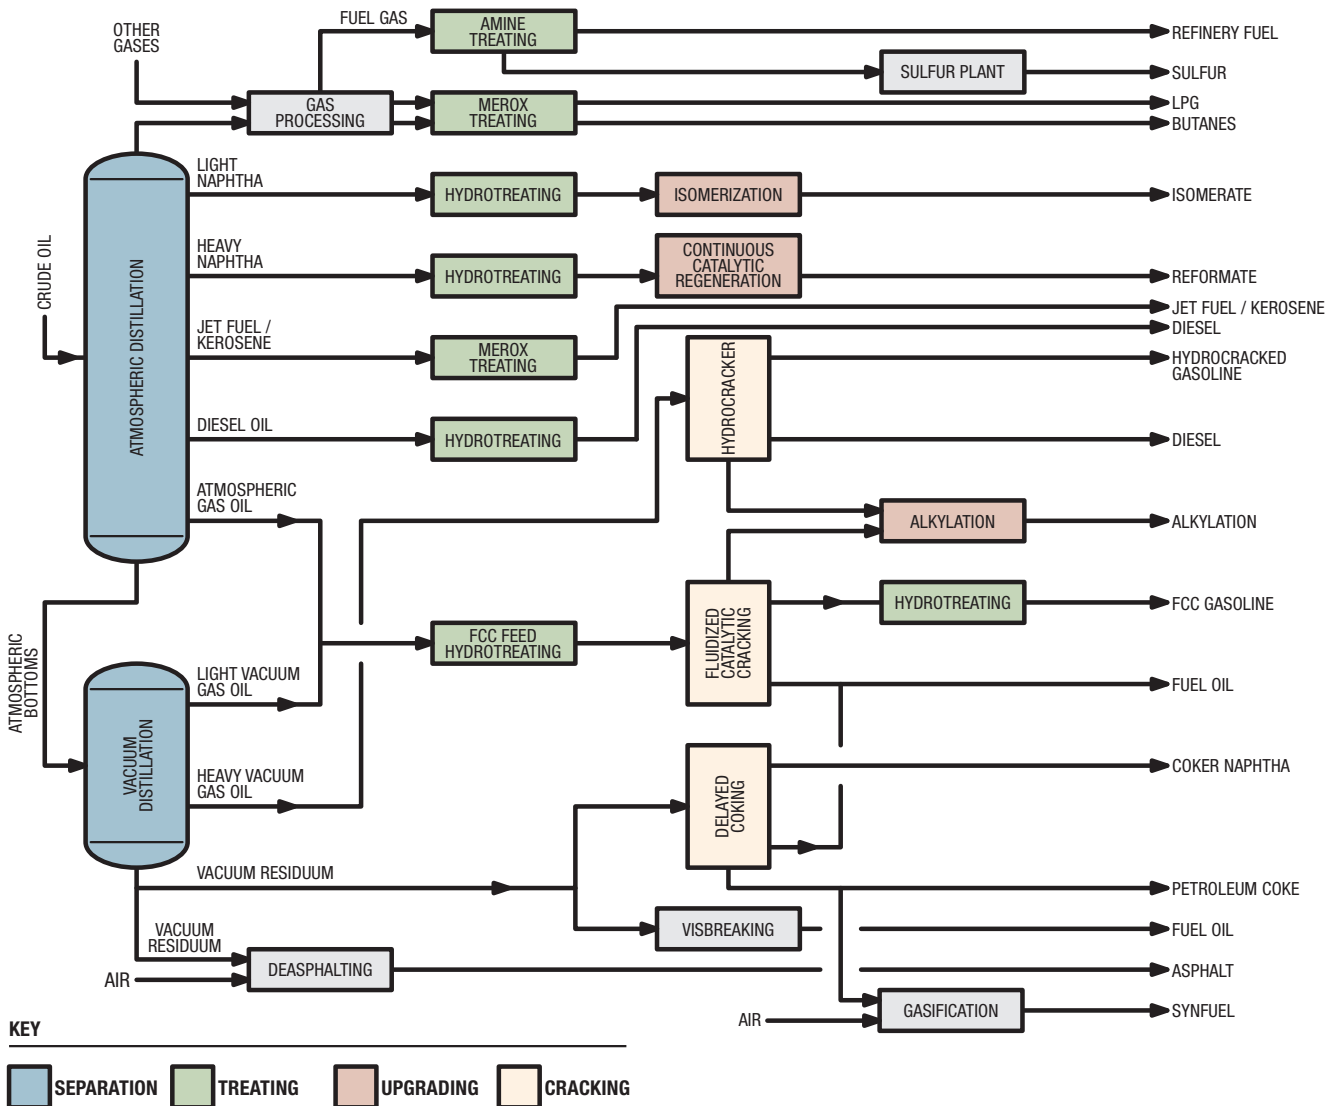 FUEL GAS
AMINE
TREATING
REFINERY FUEL
OTHER
GASES
SULFUR PLANT
SULFUR
GAS
PROCESSING
MEROX
TREATING
LPG
BUTANES
LIGHT
NAPHTHA
HYDROTREATING
ISOMERIZATION
ISOMERATE
HEAVY
NAPHTHA
HYDROTREATING
CONTINUOUS
CATALYTIC
REGENERATION
REFORMATE
CRUDE OIL
ATMOSPHERIC DISTILLATION
JET FUEL /
KEROSENE
MEROX
TREATING
JET FUEL / KEROSENE
DIESEL
HYDROCRACKER
HYDROCRACKED
GASOLINE
DIESEL OIL
HYDROTREATING
DIESEL
ATMOSPHERIC
GAS OIL
ALKYLATION
ALKYLATION
HYDROTREATING
FCC GASOLINE
ATMOSPHERIC
BOTTOMS
FCC FEED
HYDROTREATING
FLUIDIZED
CATALYTIC
CRACKING
LIGHT VACUUM
GAS OIL
FUEL OIL
VACUUM
DISTILLATION
HEAVY VACUUM
GAS OIL
DELAYED
COKING
COKER NAPHTHA
VACUUM RESIDUUM
PETROLEUM COKE
VACUUM
RESIDUUM
VISBREAKING
FUEL OIL
AIR
DEASPHALTING
ASPHALT
AIR
GASIFICATION
SYNFUEL
KEY
SEPARATION
TREATING
UPGRADING
CRACKING